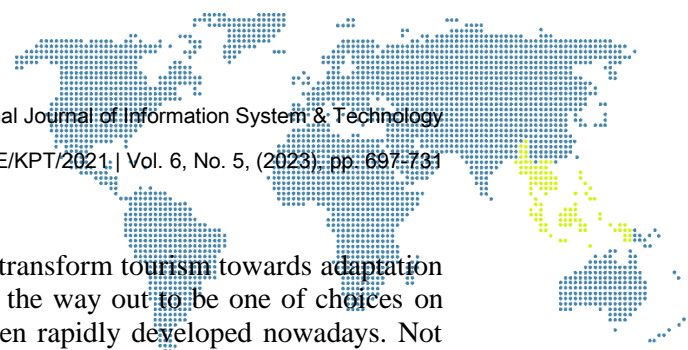 al Journal of Information System & Technology
E/KPT/2021 | Vol. 6, No. 5, (2023), pp. 697-731
transform tourism towards adaptation
the way out to be one of choices on
en rapidly developed nowadays. Not